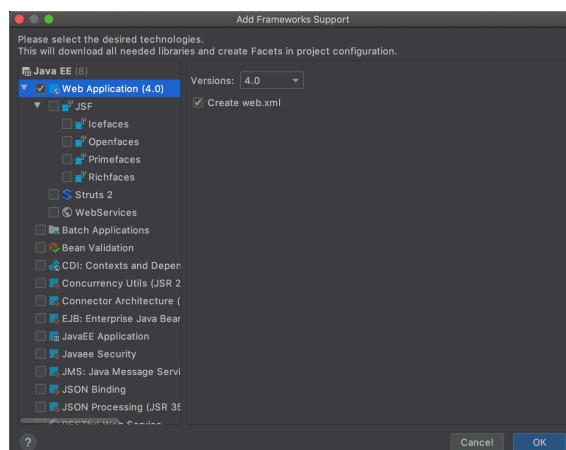 Add Frameworks Support
Please select the desired technologies.
This will download all needed libraries and create Facets in project configuration.
Java EE (8)
Web Application (4.0)
JSF
Icefaces
Openfaces
Primefaces
Richfaces
Struts 2
WebServices
Batch Applications
Bean Validation
CDI: Contexts and Depen
Concurrency Utils (JSR 2
Connector Architecture (
EJB: Enterprise Java Bear
JavaEE Application
Javaee Security
JMS: Java Message Servi
JSON Binding
JSON Processing (JSR 35
RESTful Web Service
Versions: 4.0
Create web.xml
?
Cancel
OK